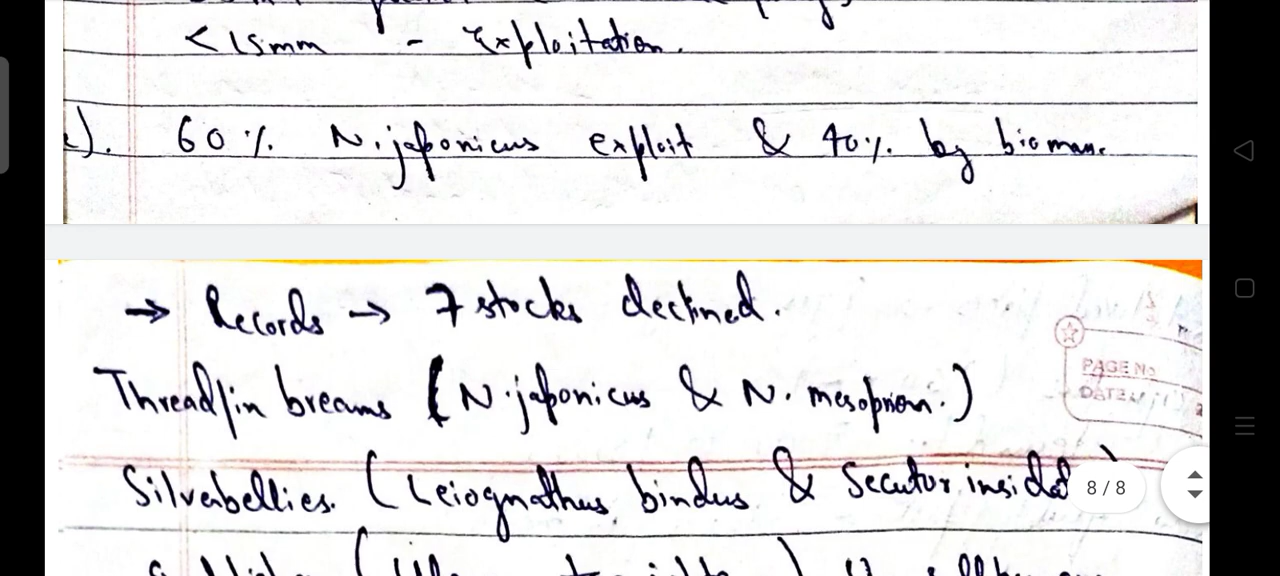 <15mm - Exploitation.
c). 60% N.japonicus exploit & 40% by biomass
→ Records → 7 stocks declined.
PAGE No
DATE
Threadfin breams (N.japonicus & N. mesoprion.)
Silverbellies. (Leiognathus bindus & Secutor insidat
8/8